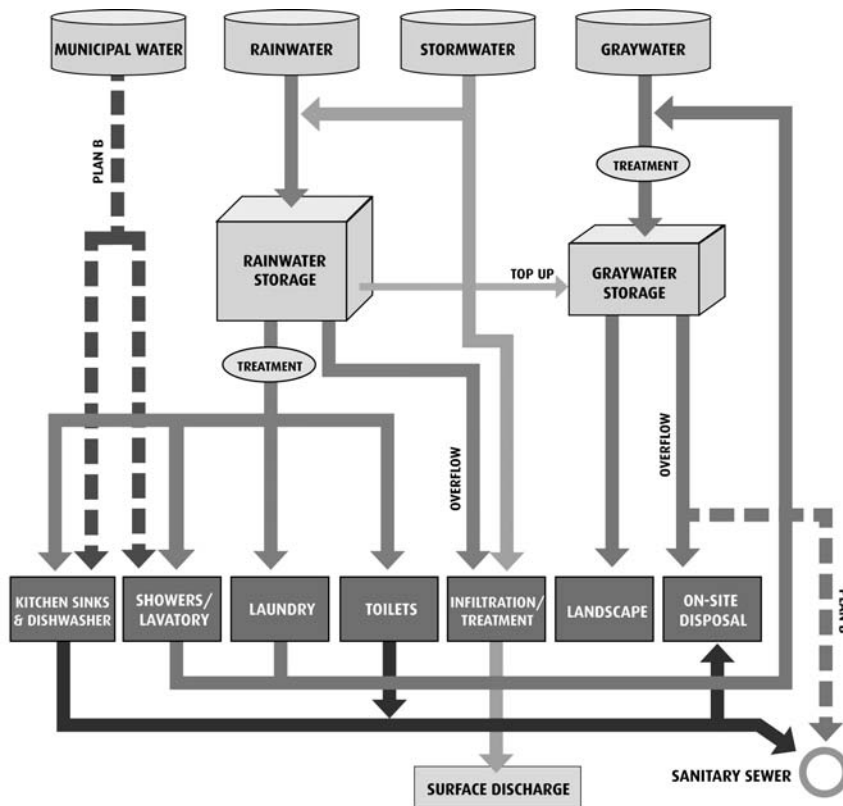 MUNICIPAL WATER
RAINWATER
STORMWATER
GRAYWATER
PLAN B
TREATMENT
RAINWATER
STORAGE
TOP UP
GRAYWATER
STORAGE
TREATMENT
OVERFLOW
OVERFLOW
KITCHEN SINKS
& DISHWASHER
SHOWERS/
LAVATORY
LAUNDRY
TOILETS
INFILTRATION/
TREATMENT
LANDSCAPE
ON-SITE
DISPOSAL
PLAN B
SURFACE DISCHARGE
SANITARY SEWER